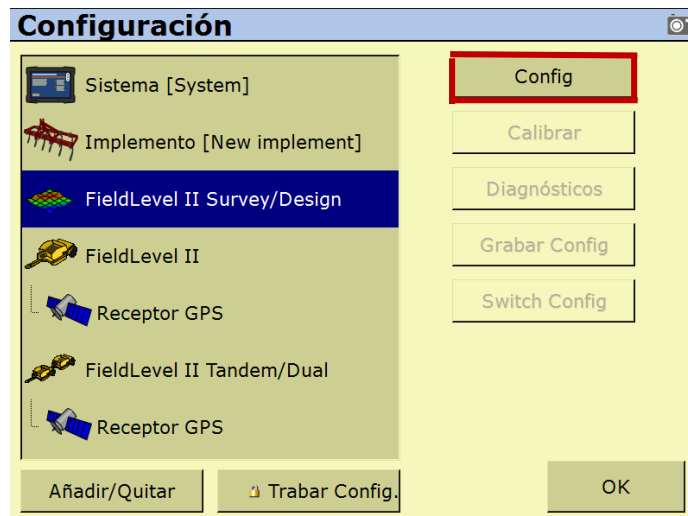 Configuración
Sistema [System]
Implemento [New implement]
FieldLevel II Survey/Design
FieldLevel II
Receptor GPS
FieldLevel II Tandem/Dual
Receptor GPS
Config
Calibrar
Diagnósticos
Grabar Config
Switch Config
Añadir/Quitar
Trabar Config.
OK